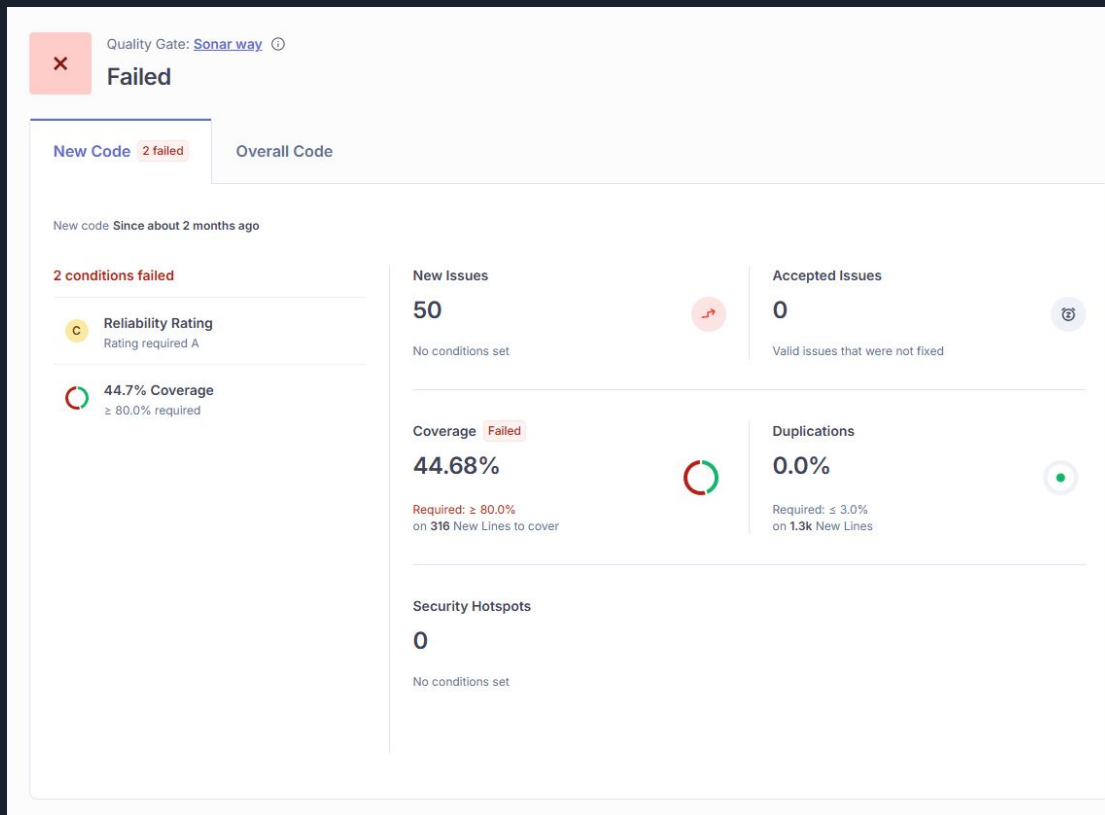 Quality Gate: Sonar way
Failed
New Code 2 failed
Overall Code
New code Since about 2 months ago
2 conditions failed
C
Reliability Rating
Rating required A
44.7% Coverage
≥ 80.0% required
New Issues
50
No conditions set
Accepted Issues
0
Valid issues that were not fixed
Coverage Failed
44.68%
Required: ≥ 80.0%
on 316 New Lines to cover
Duplications
0.0%
Required: ≤ 3.0%
on 1.3k New Lines
Security Hotspots
0
No conditions set